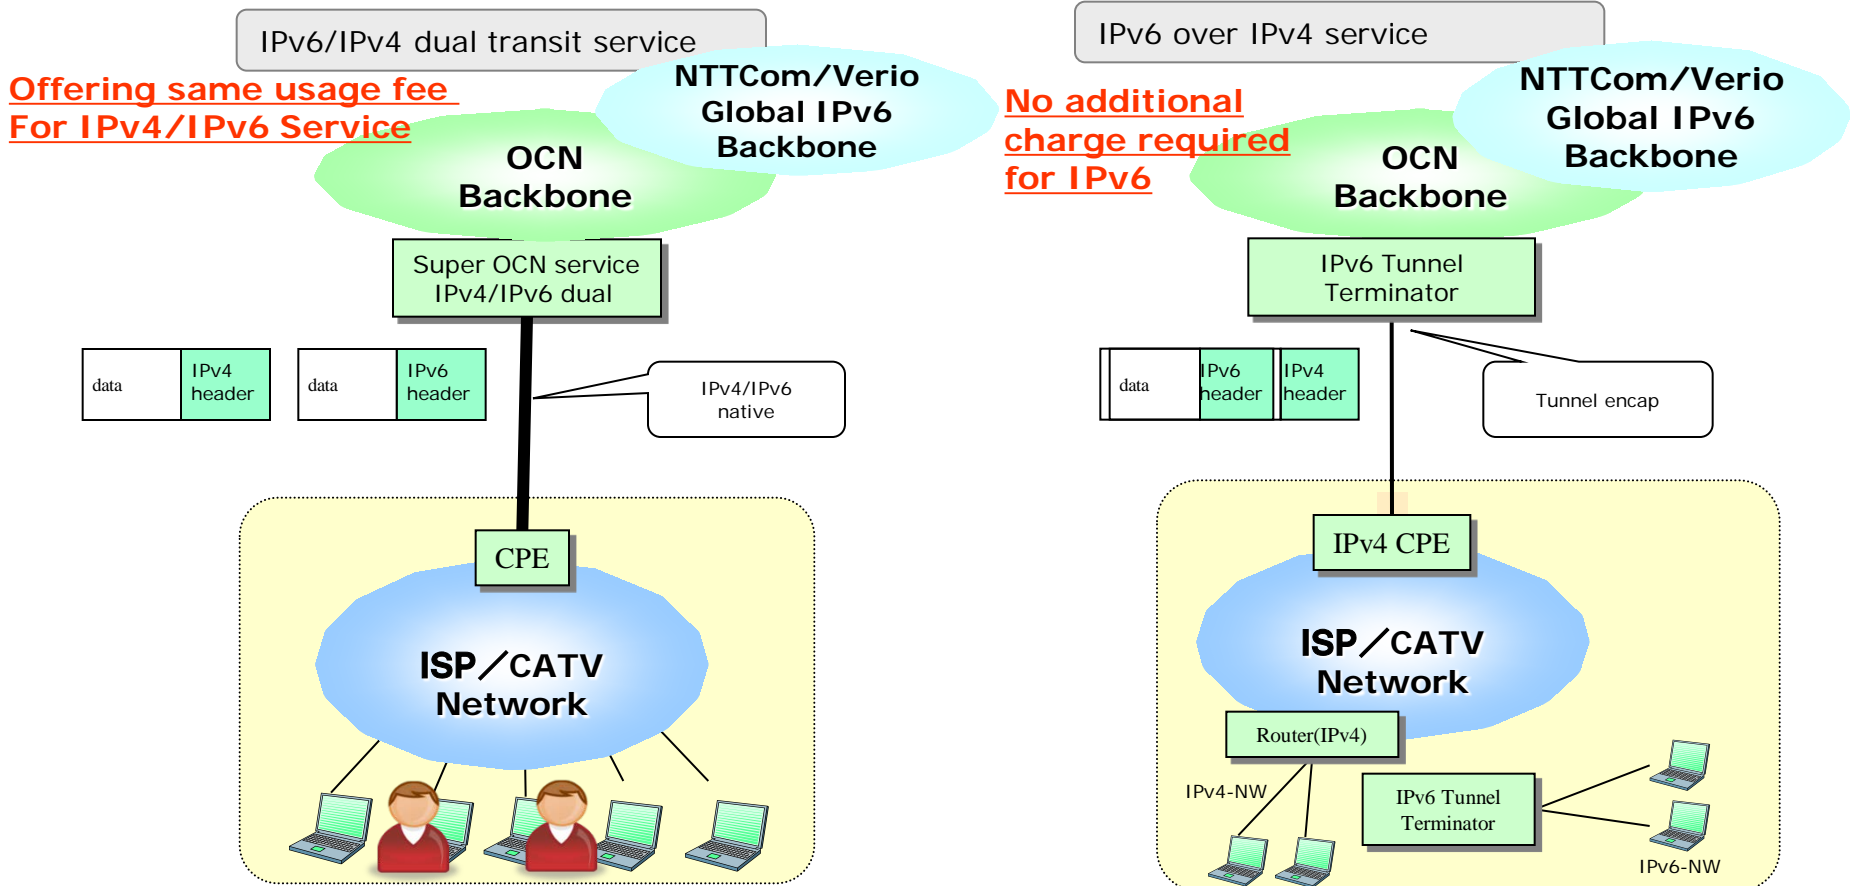 IPv6/IPv4 dual transit service
Offering same usage fee
For IPv4/IPv6 Service
NTTCom/Verio
Global IPv6
Backbone
OCN
Backbone
Super OCN service
IPv4/IPv6 dual
data
IPv4
header
data
IPv6
header
IPv4/IPv6
native
CPE
ISP／CATV
Network
IPv6 over IPv4 service
No additional
charge required
for IPv6
NTTCom/Verio
Global IPv6
Backbone
OCN
Backbone
IPv6 Tunnel
Terminator
data
IPv6
header
IPv4
header
Tunnel encap
IPv4 CPE
ISP／CATV
Network
Router(IPv4)
IPv4-NW
IPv6 Tunnel
Terminator
IPv6-NW